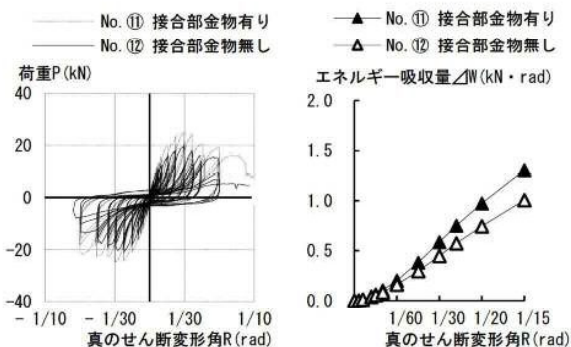 No.⑪ 接合部金物有り
No.⑫ 接合部金物無し
荷重P(kN)
40
20
0
-20
-40
- 1/10
- 1/30
1/30
1/10
真のせん断変形角R(rad)
No.⑪ 接合部金物有り
No.⑫ 接合部金物無し
エネルギー吸収量⊿W(kN・rad)
2.0
1.5
1.0
0.5
0.0
1/60
1/30
1/20
1/15
真のせん断変形角R(rad)